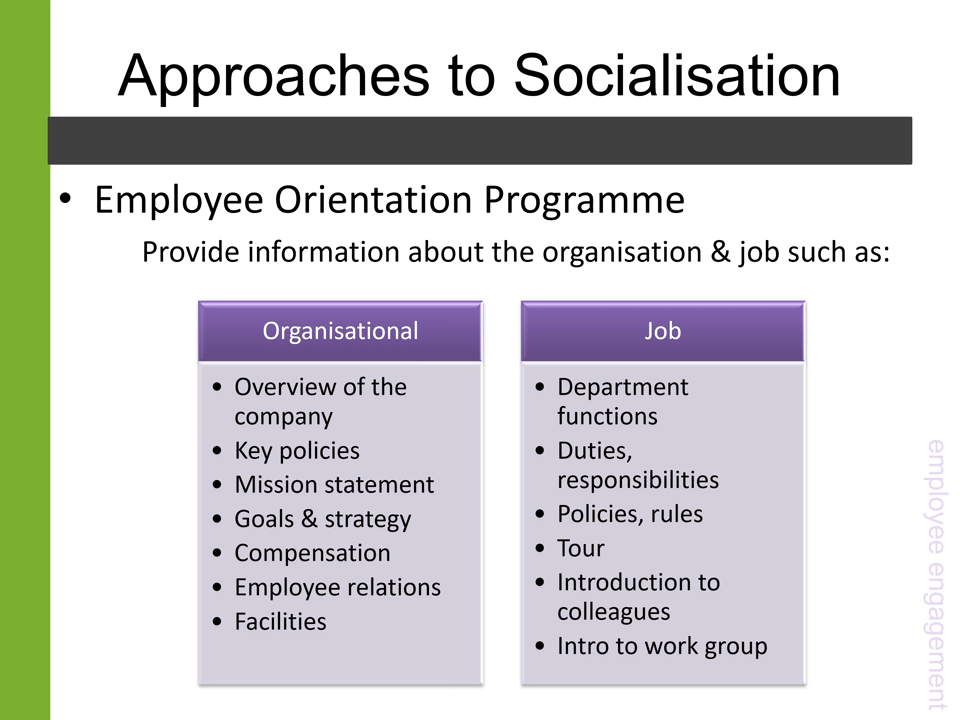 Approaches to Socialisation
• Employee Orientation Programme
Provide information about the organisation & job such as:
Organisational
• Overview of the
company
• Key policies
• Mission statement
• Goals & strategy
• Compensation
• Employee relations
• Facilities
Job
• Department
functions
• Duties,
responsibilities
• Policies, rules
• Tour
• Introduction to
colleagues
• Intro to work group
employee engagement